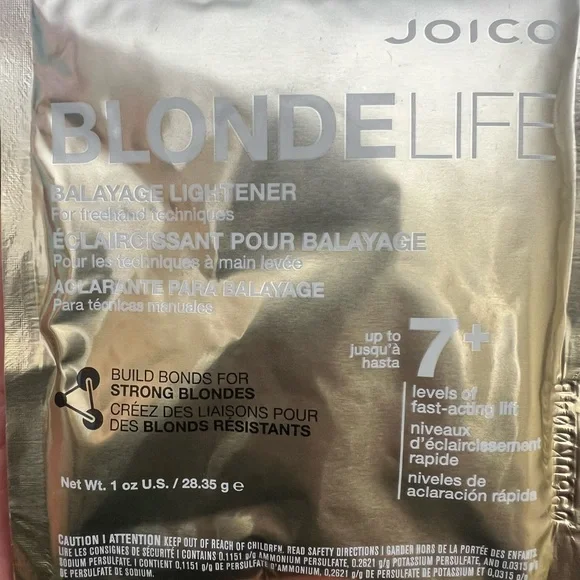 JOICO
BLONDELIFE
BALAYAGE LIGHTENER
For freehand techniques
ÉCLAIRCISSANT POUR BALAYAGE
Pour les techniques à main levée
ACLARANTE PARA BALAYAGE
Para técnicas manuales
up to
jusqu'à
hasta
7+
levels of
fast-acting lift
niveaux
d'éclaircissement
rapide
niveles de
aclaración rápida
BUILD BONDS FOR
STRONG BLONDES
CRÉEZ DES LIAISONS POUR
DES BLONDS RÉSISTANTS
Net Wt. 1 oz U.S. / 28.35 g e
CAUTION | ATTENTION KEEP OUT OF REACH OF CHILDREN. READ SAFETY DIRECTIONS | GARDER HORS DE LA PORTÉE DES ENFANTS.
LIRE LES CONSIGNES DE SÉCURITÉ | CONTAINS 0.1151 g/g AMMONIUM PERSULFATE, 0.2621 g/g POTASSIUM PERSULFATE, AND 0.0315 g/g
SODIUM PERSULFATE. | CONTIENT 0,1151 g/g DE PERSULFATE D'AMMONIUM, 0,2621 g/g DE PERSULFATE DE POTASSIUM ET 0,0315 g/g
DE PERSULFATE DE SODIUM.